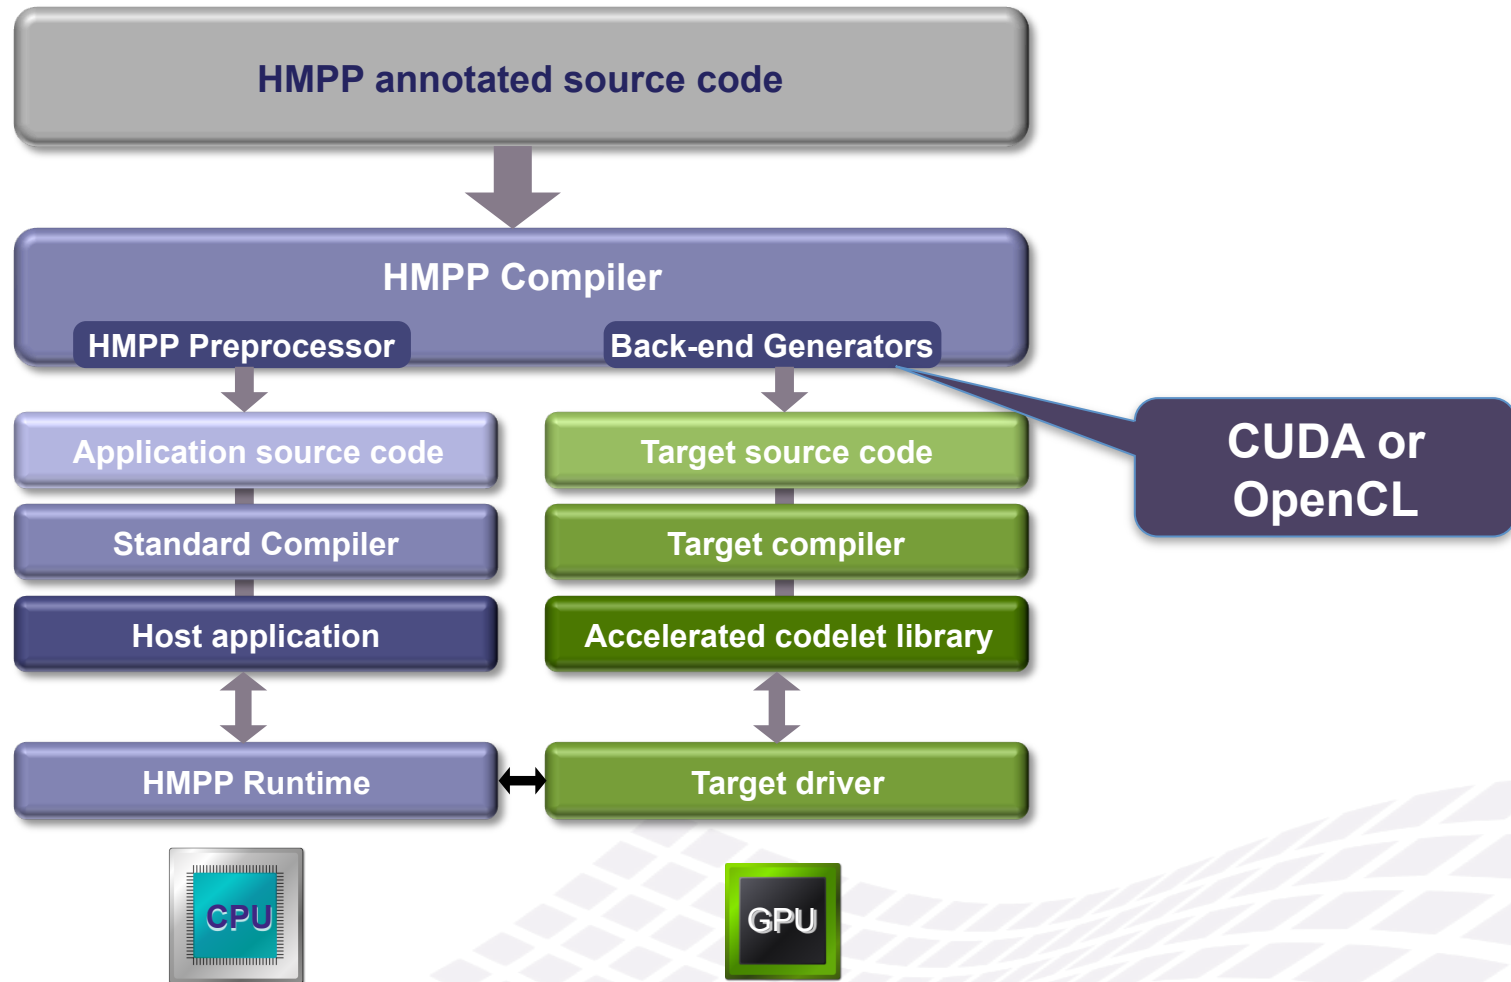 HMPP annotated source code
HMPP Compiler
HMPP Preprocessor
Back-end Generators
Application source code
Target source code
CUDA or
OpenCL
Standard Compiler
Target compiler
Host application
Accelerated codelet library
HMPP Runtime
Target driver
CPU
GPU